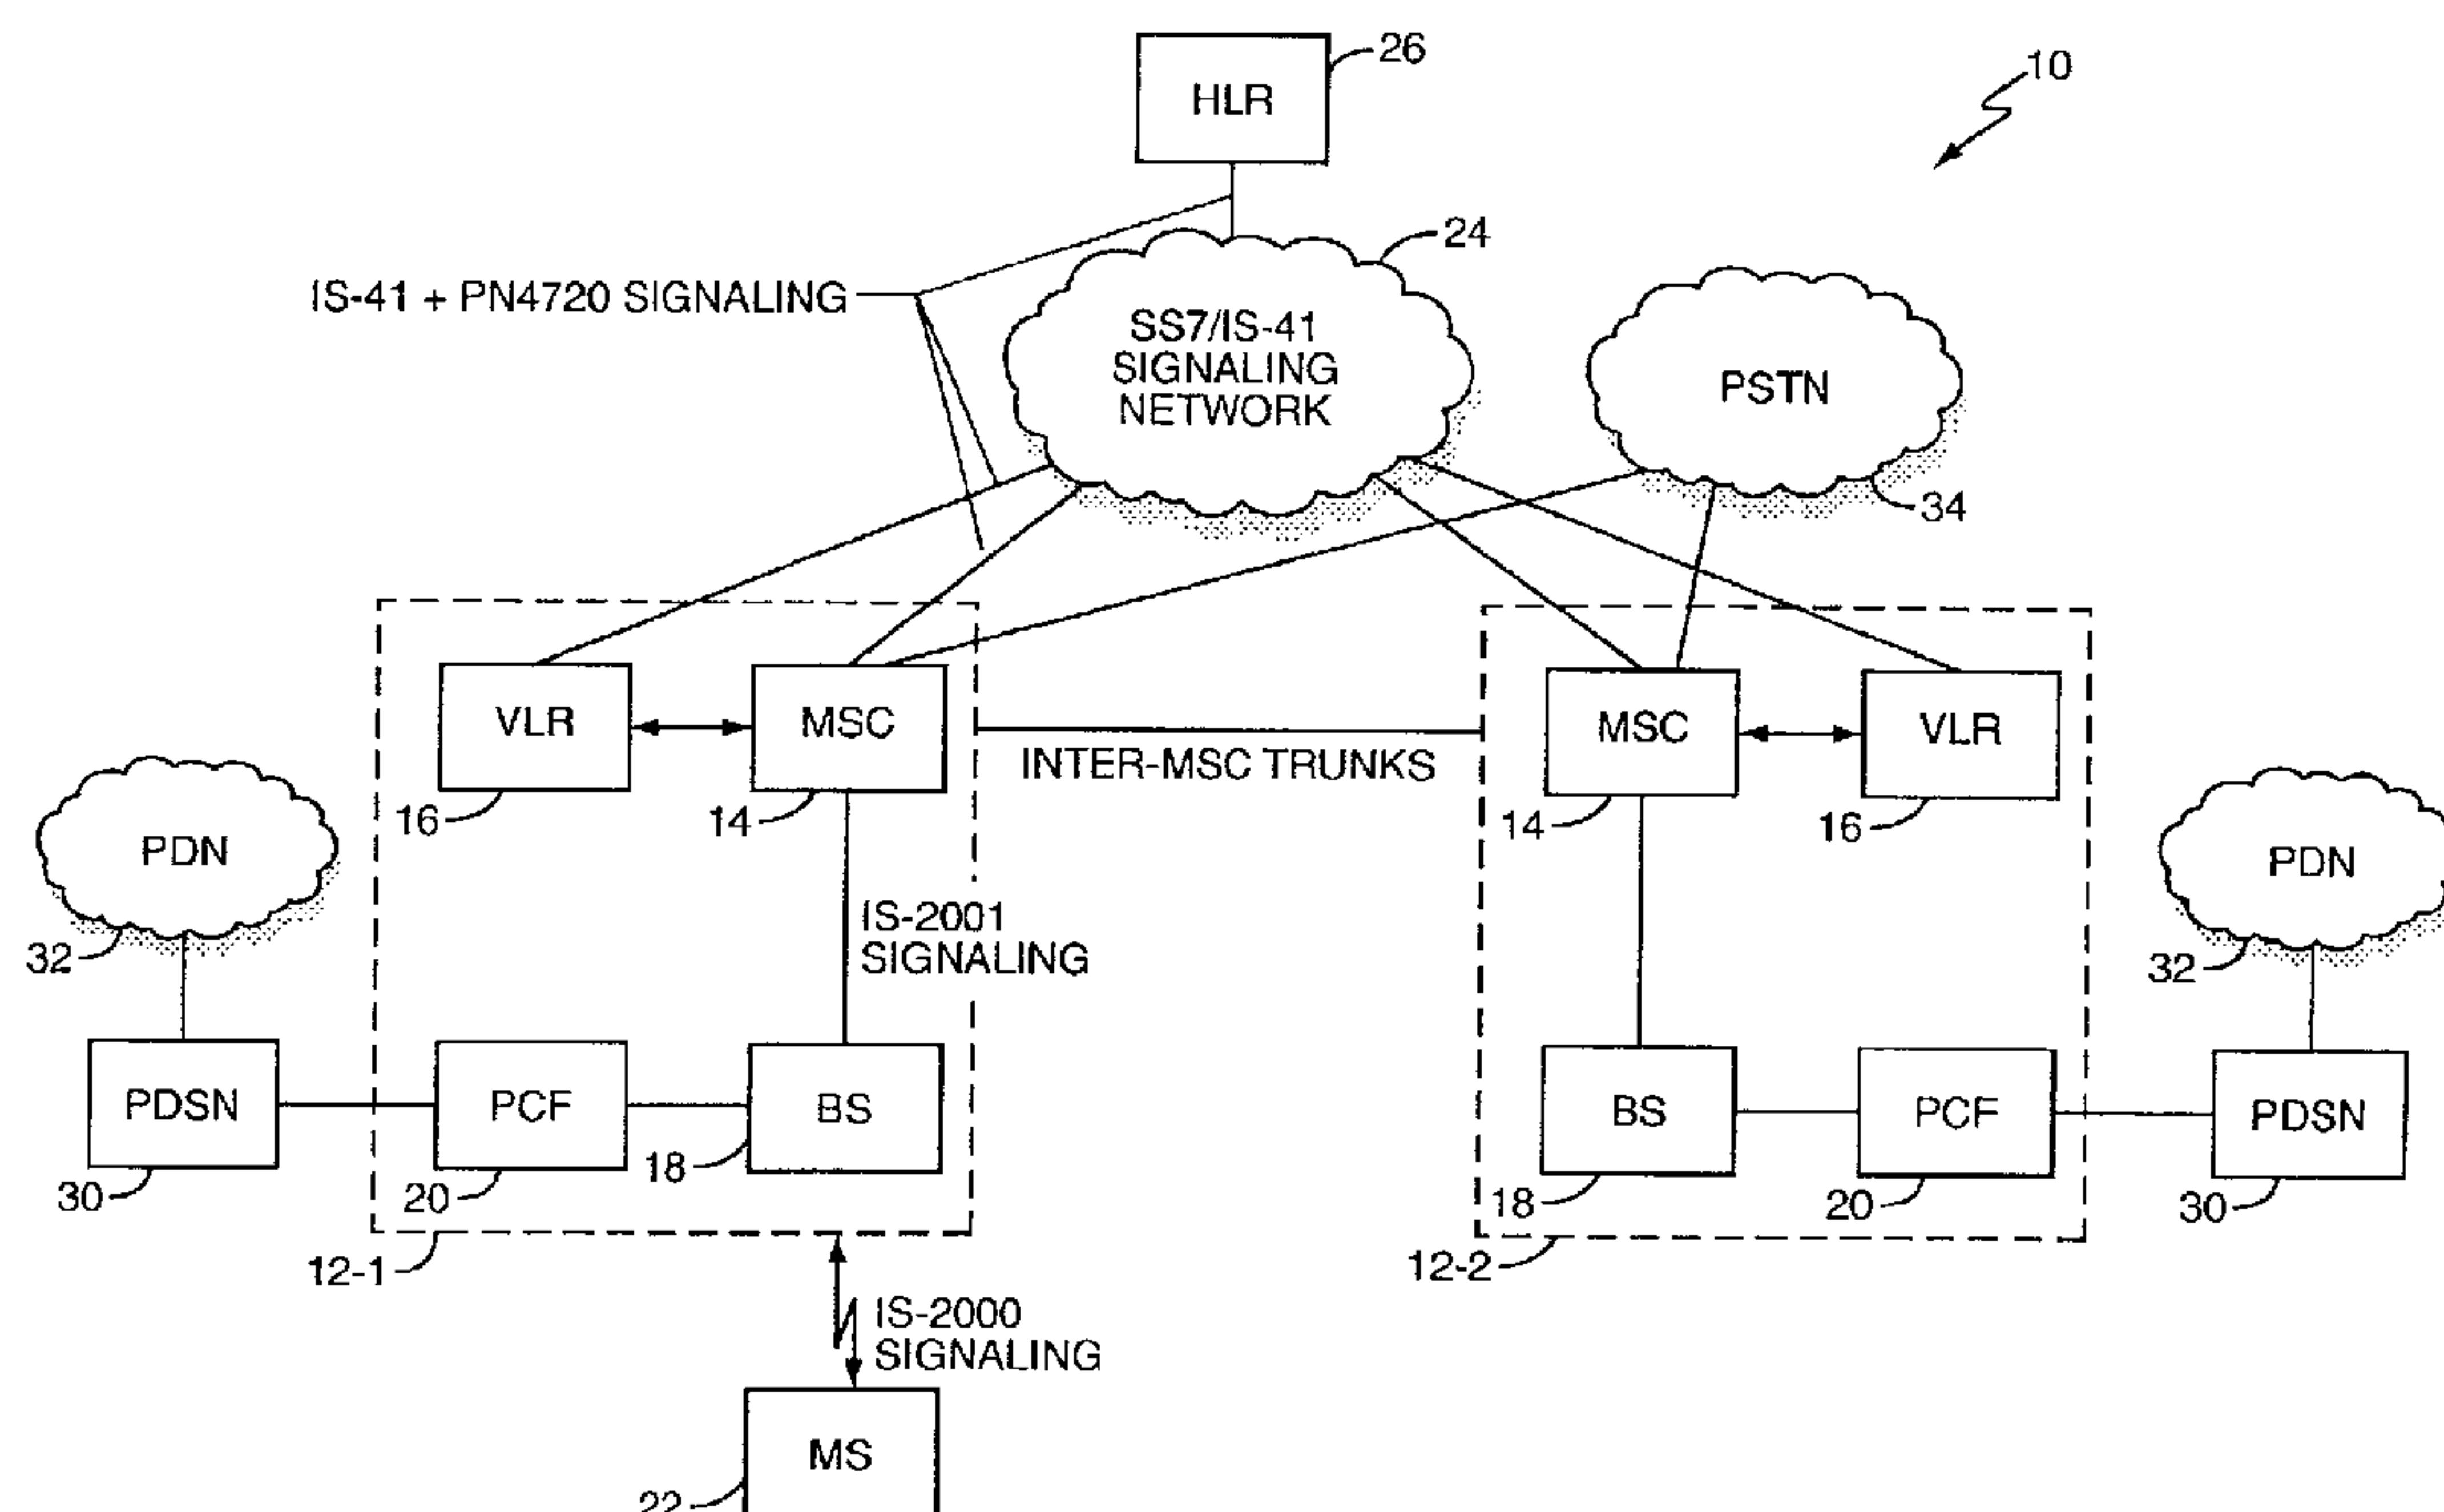 HLR
26
10
24
IS-41 + PN4720 SIGNALING
SS7/IS-41
SIGNALING
NETWORK
PSTN
34
VLR
MSC
MSC
VLR
INTER-MSC TRUNKS
16
14
14
16
PDN
PDN
IS-2001
SIGNALING
32
32
PDSN
PCF
BS
BS
PCF
PDSN
30
20
18
18
20
30
12-1
12-2
IS-2000
SIGNALING
MS
22